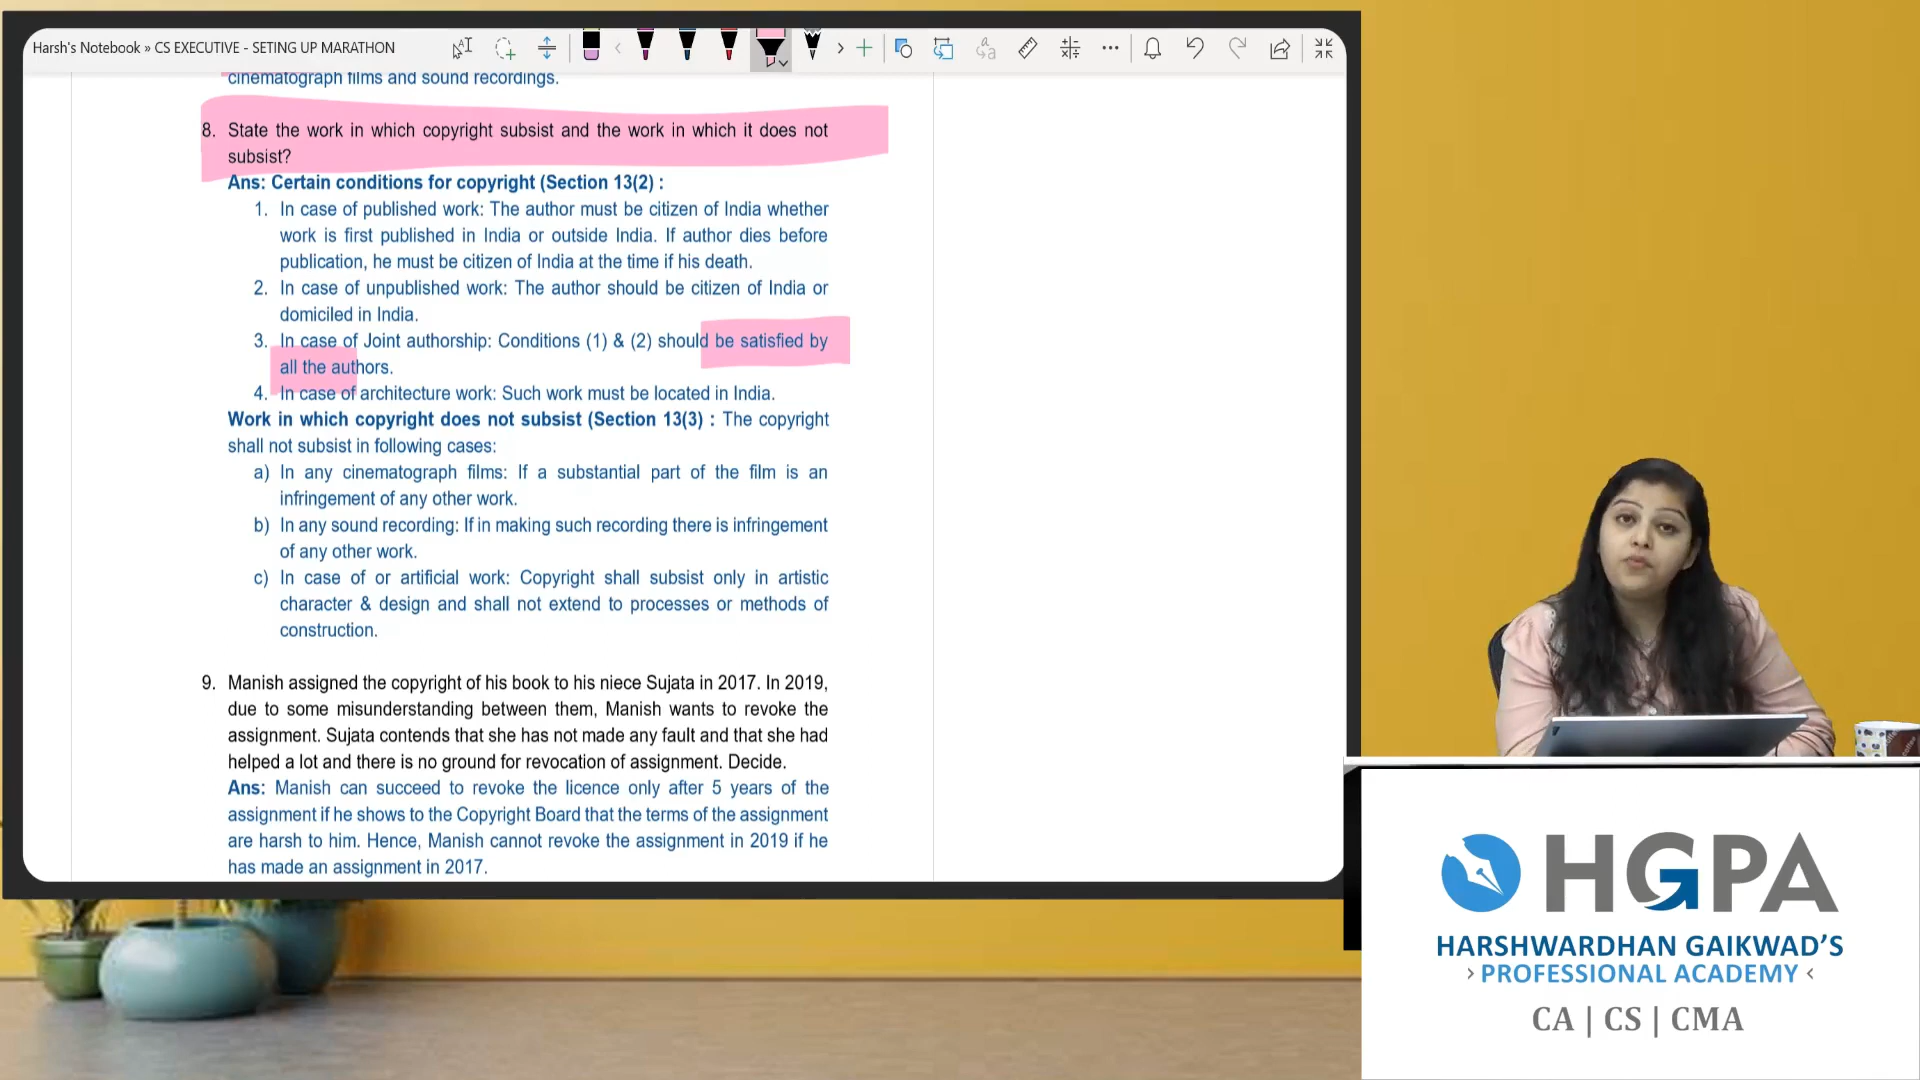 Harsh's Notebook » CS EXECUTIVE - SETING UP MARATHON
cinematograph films and sound recordings.
8. State the work in which copyright subsist and the work in which it does not
subsist?
Ans: Certain conditions for copyright (Section 13(2) :
1. In case of published work: The author must be citizen of India whether
work is first published in India or outside India. If author dies before
publication, he must be citizen of India at the time if his death.
2. In case of unpublished work: The author should be citizen of India or
domiciled in India.
3. In case of Joint authorship: Conditions (1) & (2) should be satisfied by
all the authors.
4. In case of architecture work: Such work must be located in India.
Work in which copyright does not subsist (Section 13(3) : The copyright
shall not subsist in following cases:
a) In any cinematograph films: If a substantial part of the film is an
infringement of any other work.
b) In any sound recording: If in making such recording there is infringement
of any other work.
c) In case of or artificial work: Copyright shall subsist only in artistic
character & design and shall not extend to processes or methods of
construction.
9. Manish assigned the copyright of his book to his niece Sujata in 2017. In 2019,
due to some misunderstanding between them, Manish wants to revoke the
assignment. Sujata contends that she has not made any fault and that she had
helped a lot and there is no ground for revocation of assignment. Decide.
Ans: Manish can succeed to revoke the licence only after 5 years of the
assignment if he shows to the Copyright Board that the terms of the assignment
are harsh to him. Hence, Manish cannot revoke the assignment in 2019 if he
has made an assignment in 2017.
HGPA
HARSHWARDHAN GAIKWAD'S
› PROFESSIONAL ACADEMY ‹
CA | CS | CMA